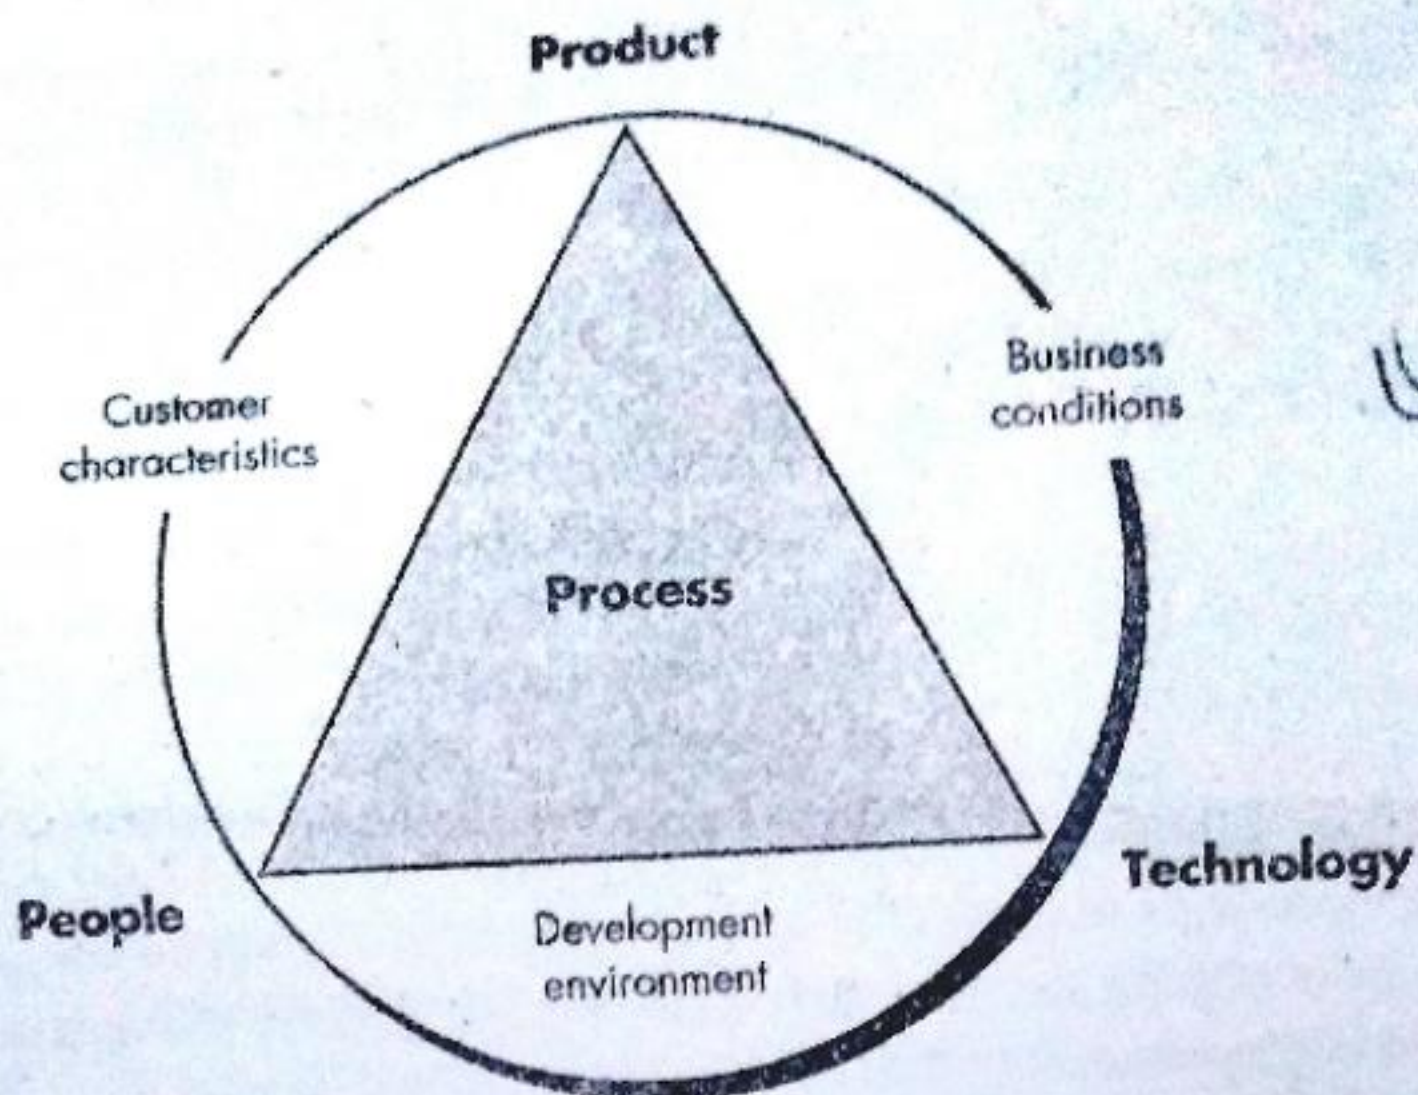 Product
Customer
characteristics
Business
conditions
Process
People
Technology
Development
environment